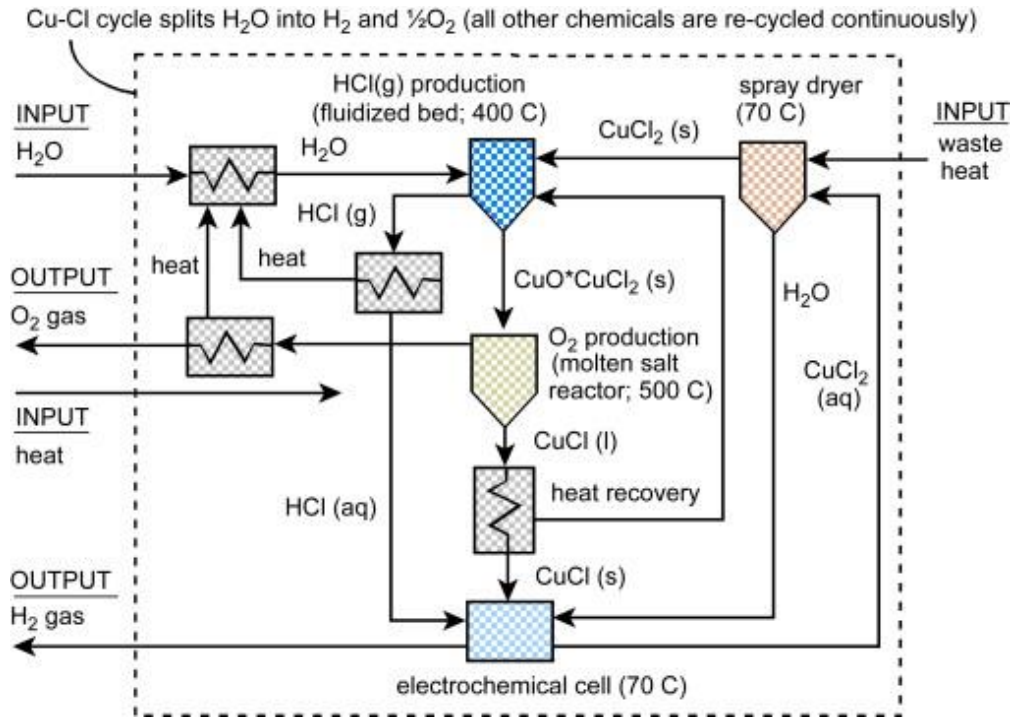 Cu-Cl cycle splits H₂O into H₂ and ½O₂ (all other chemicals are re-cycled continuously)
HCl(g) production
(fluidized bed; 400 C)
spray dryer
(70 C)
INPUT
H₂O
H₂O
CuCl₂ (s)
INPUT
waste
heat
HCl (g)
heat
heat
CuO*CuCl₂ (s)
H₂O
OUTPUT
O₂ gas
O₂ production
(molten salt
reactor; 500 C)
CuCl₂
(aq)
INPUT
heat
CuCl (l)
HCl (aq)
heat recovery
CuCl (s)
OUTPUT
H₂ gas
electrochemical cell (70 C)